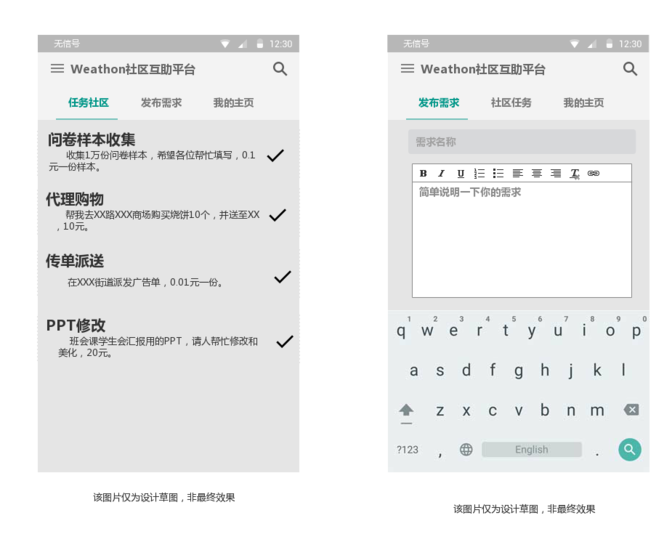 无信号 12:30
Weathon社区互助平台
任务社区 发布需求 我的主页
问卷样本收集
收集1万份问卷样本，希望各位帮忙填写，0.1
元一份样本。
代理购物
帮我去XX路XXX商场购买烧饼10个，并送至XX
，10元。
传单派送
在XXX街道派发广告单，0.01元一份。
PPT修改
班会课学生会汇报用的PPT，请人帮忙修改和
美化，20元。
该图片仅为设计草图，非最终效果
无信号 12:30
Weathon社区互助平台
发布需求 社区任务 我的主页
需求名称
B I U
简单说明一下你的需求
1 2 3 4 5 6 7 8 9 0
q w e r t y u i o p
a s d f g h j k l
z x c v b n m
?123 , English .
该图片仅为设计草图，非最终效果